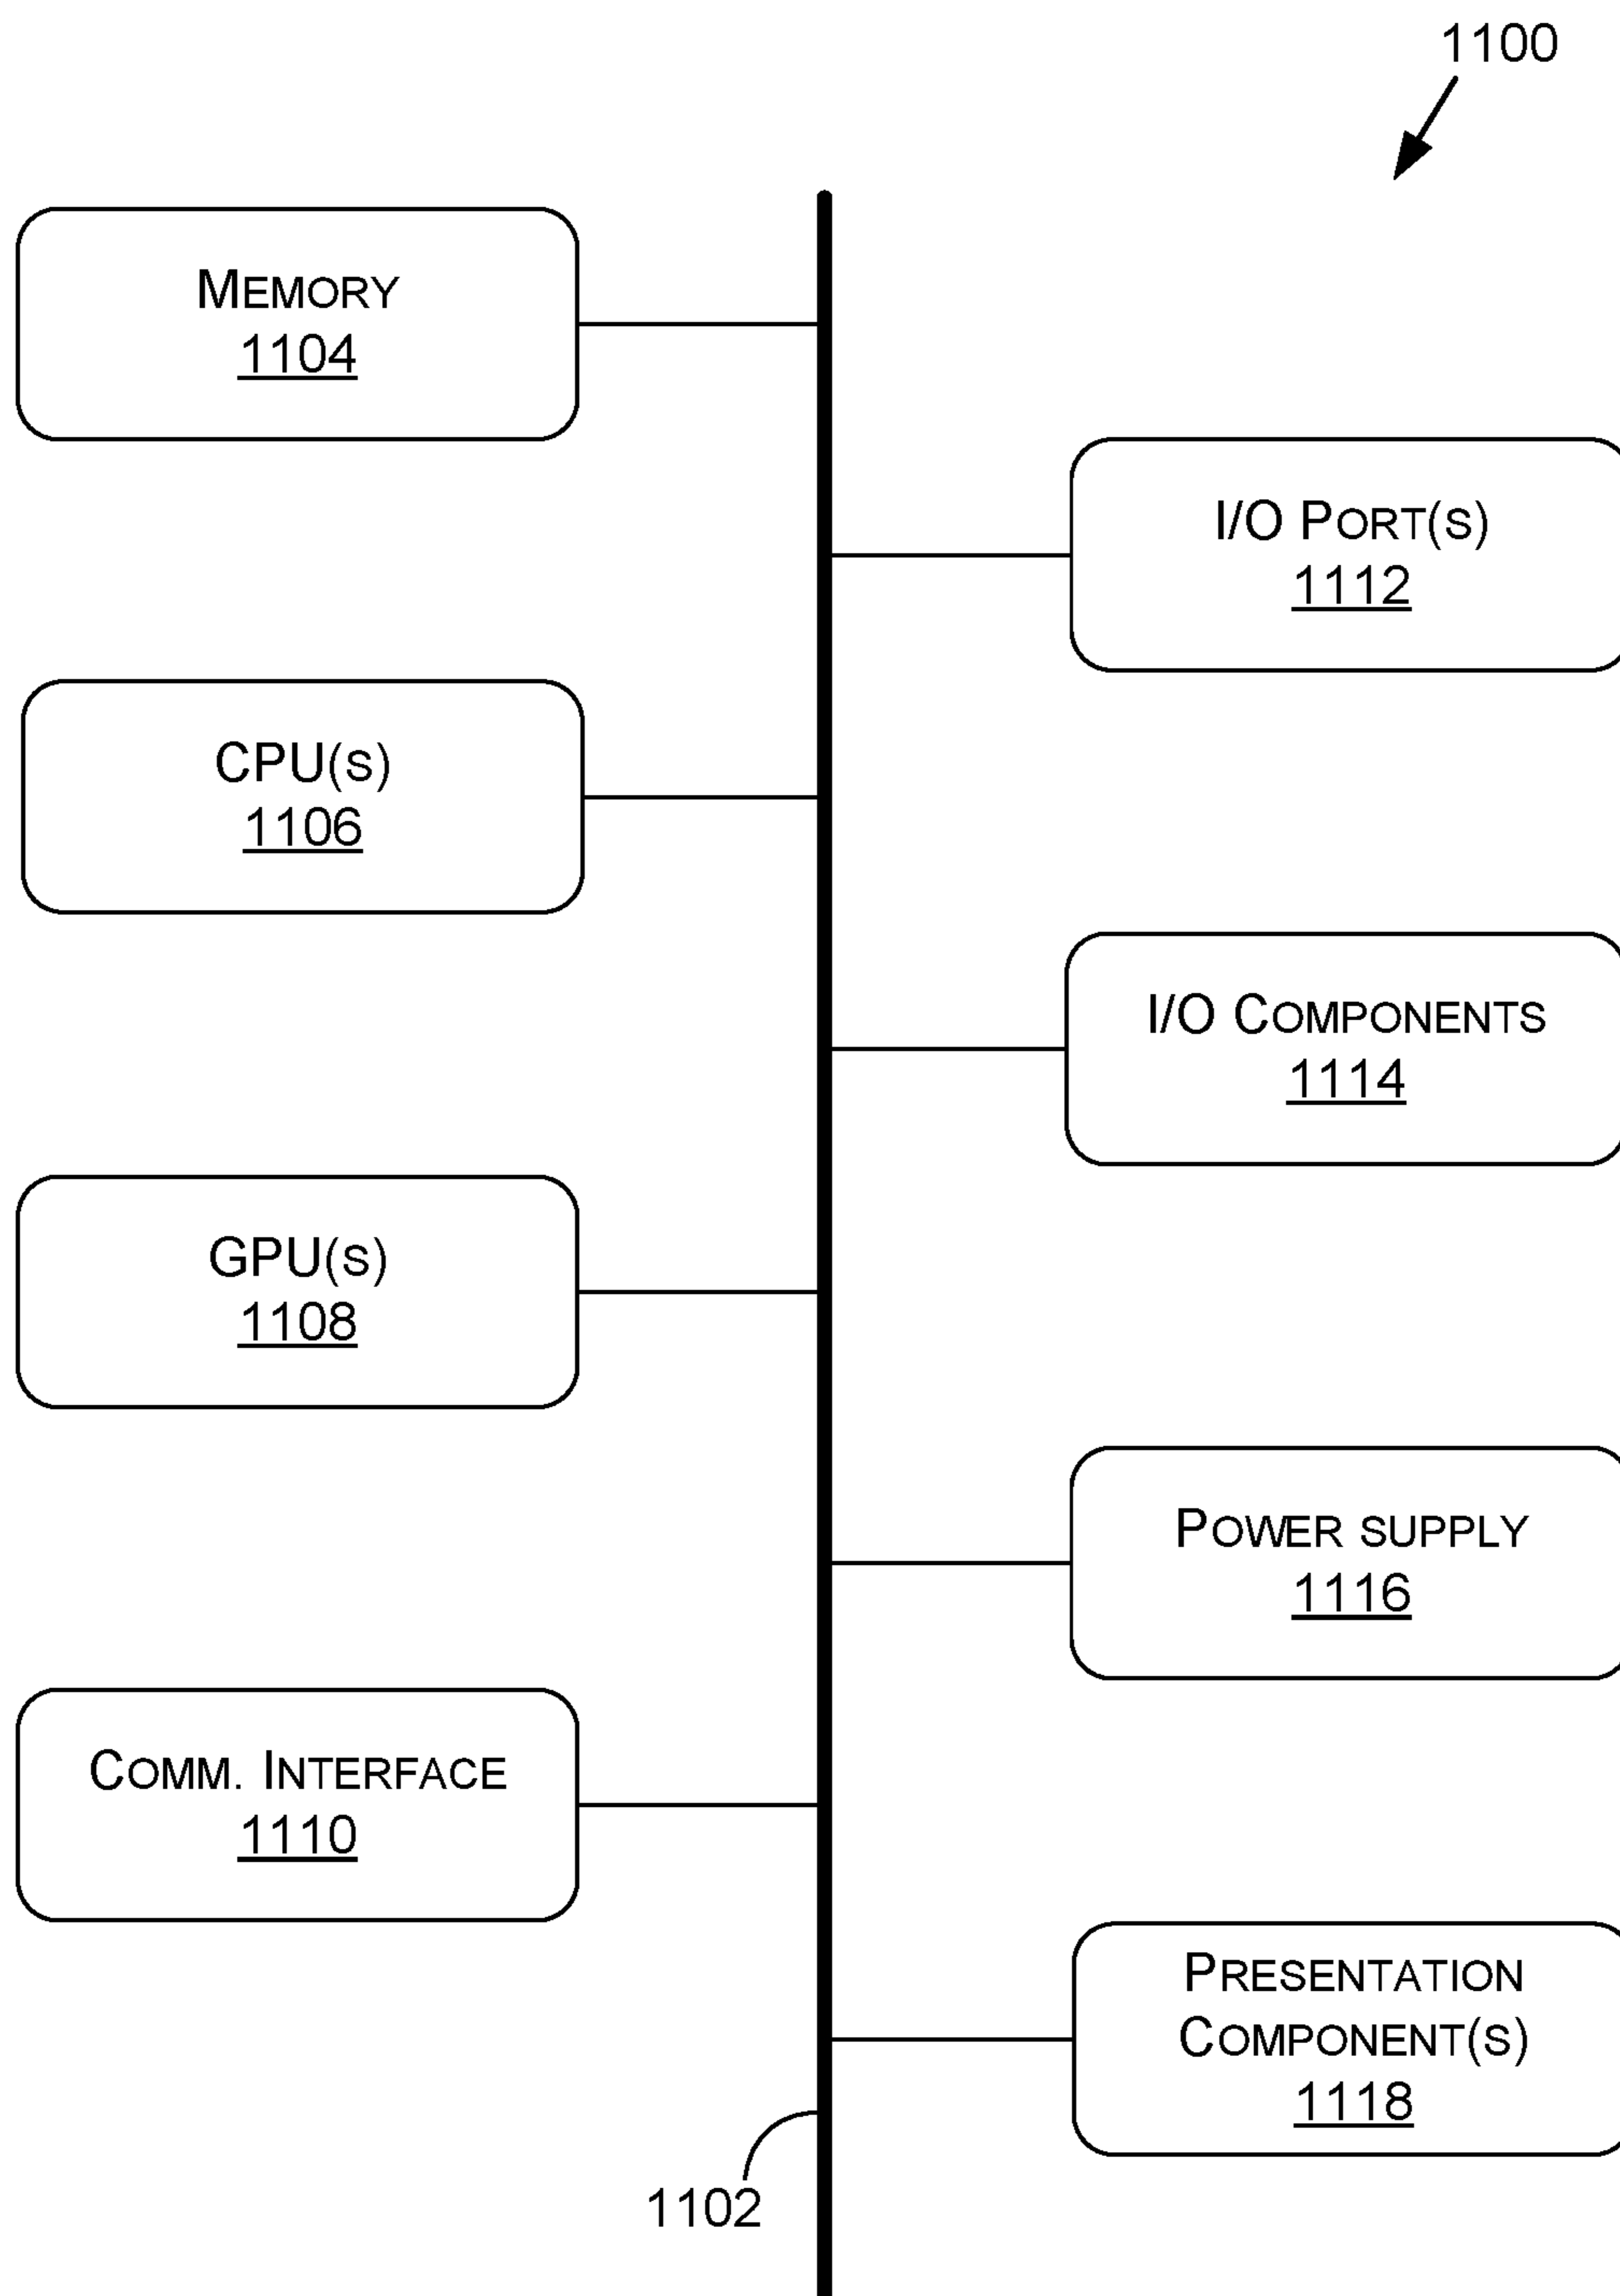 1100
MEMORY
1104
CPU(S)
1106
GPU(S)
1108
COMM. INTERFACE
1110
I/O PORT(S)
1112
I/O COMPONENTS
1114
POWER SUPPLY
1116
PRESENTATION
COMPONENT(S)
1118
1102